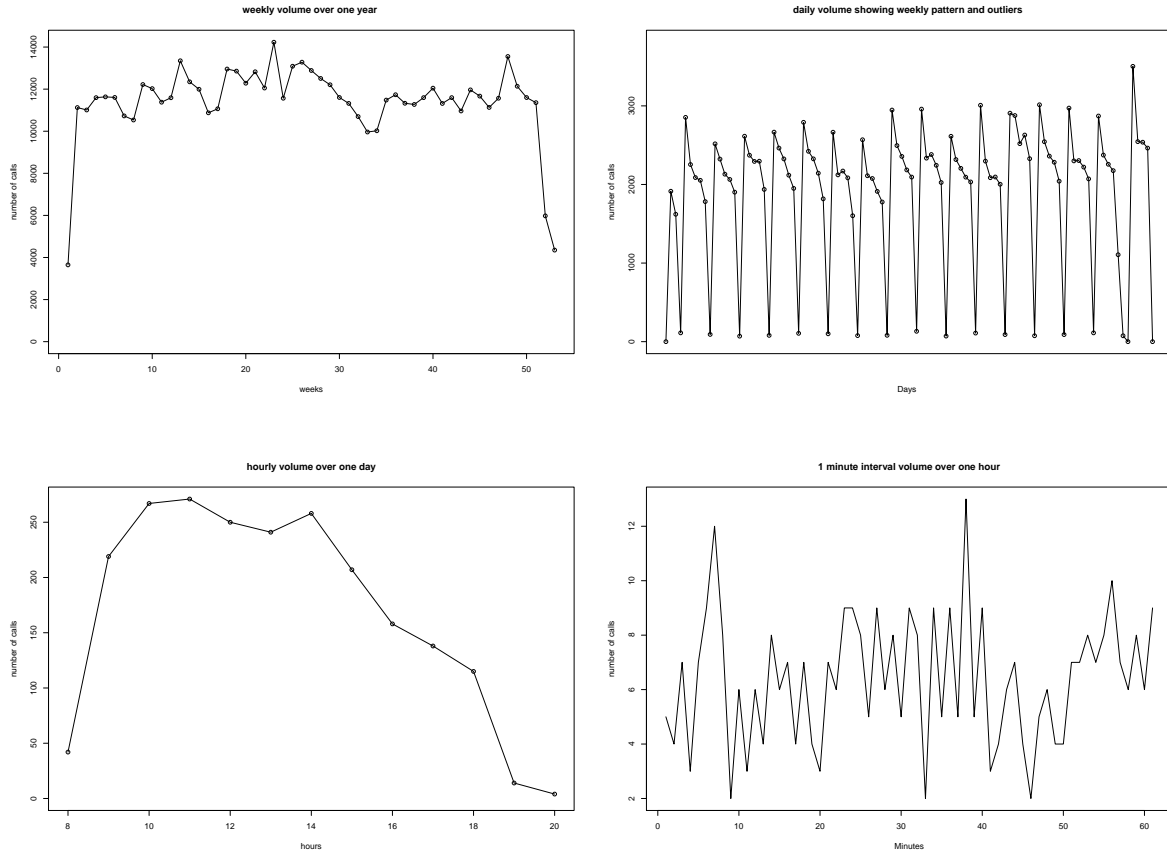 weekly volume over one year
number of calls
0 2000 4000 6000 8000 10000 12000 14000
0 10 20 30 40 50
weeks
daily volume showing weekly pattern and outliers
number of calls
0 1000 2000 3000
Days
hourly volume over one day
number of calls
0 50 100 150 200 250
8 10 12 14 16 18 20
hours
1 minute interval volume over one hour
number of calls
2 4 6 8 10 12
0 10 20 30 40 50 60
Minutes